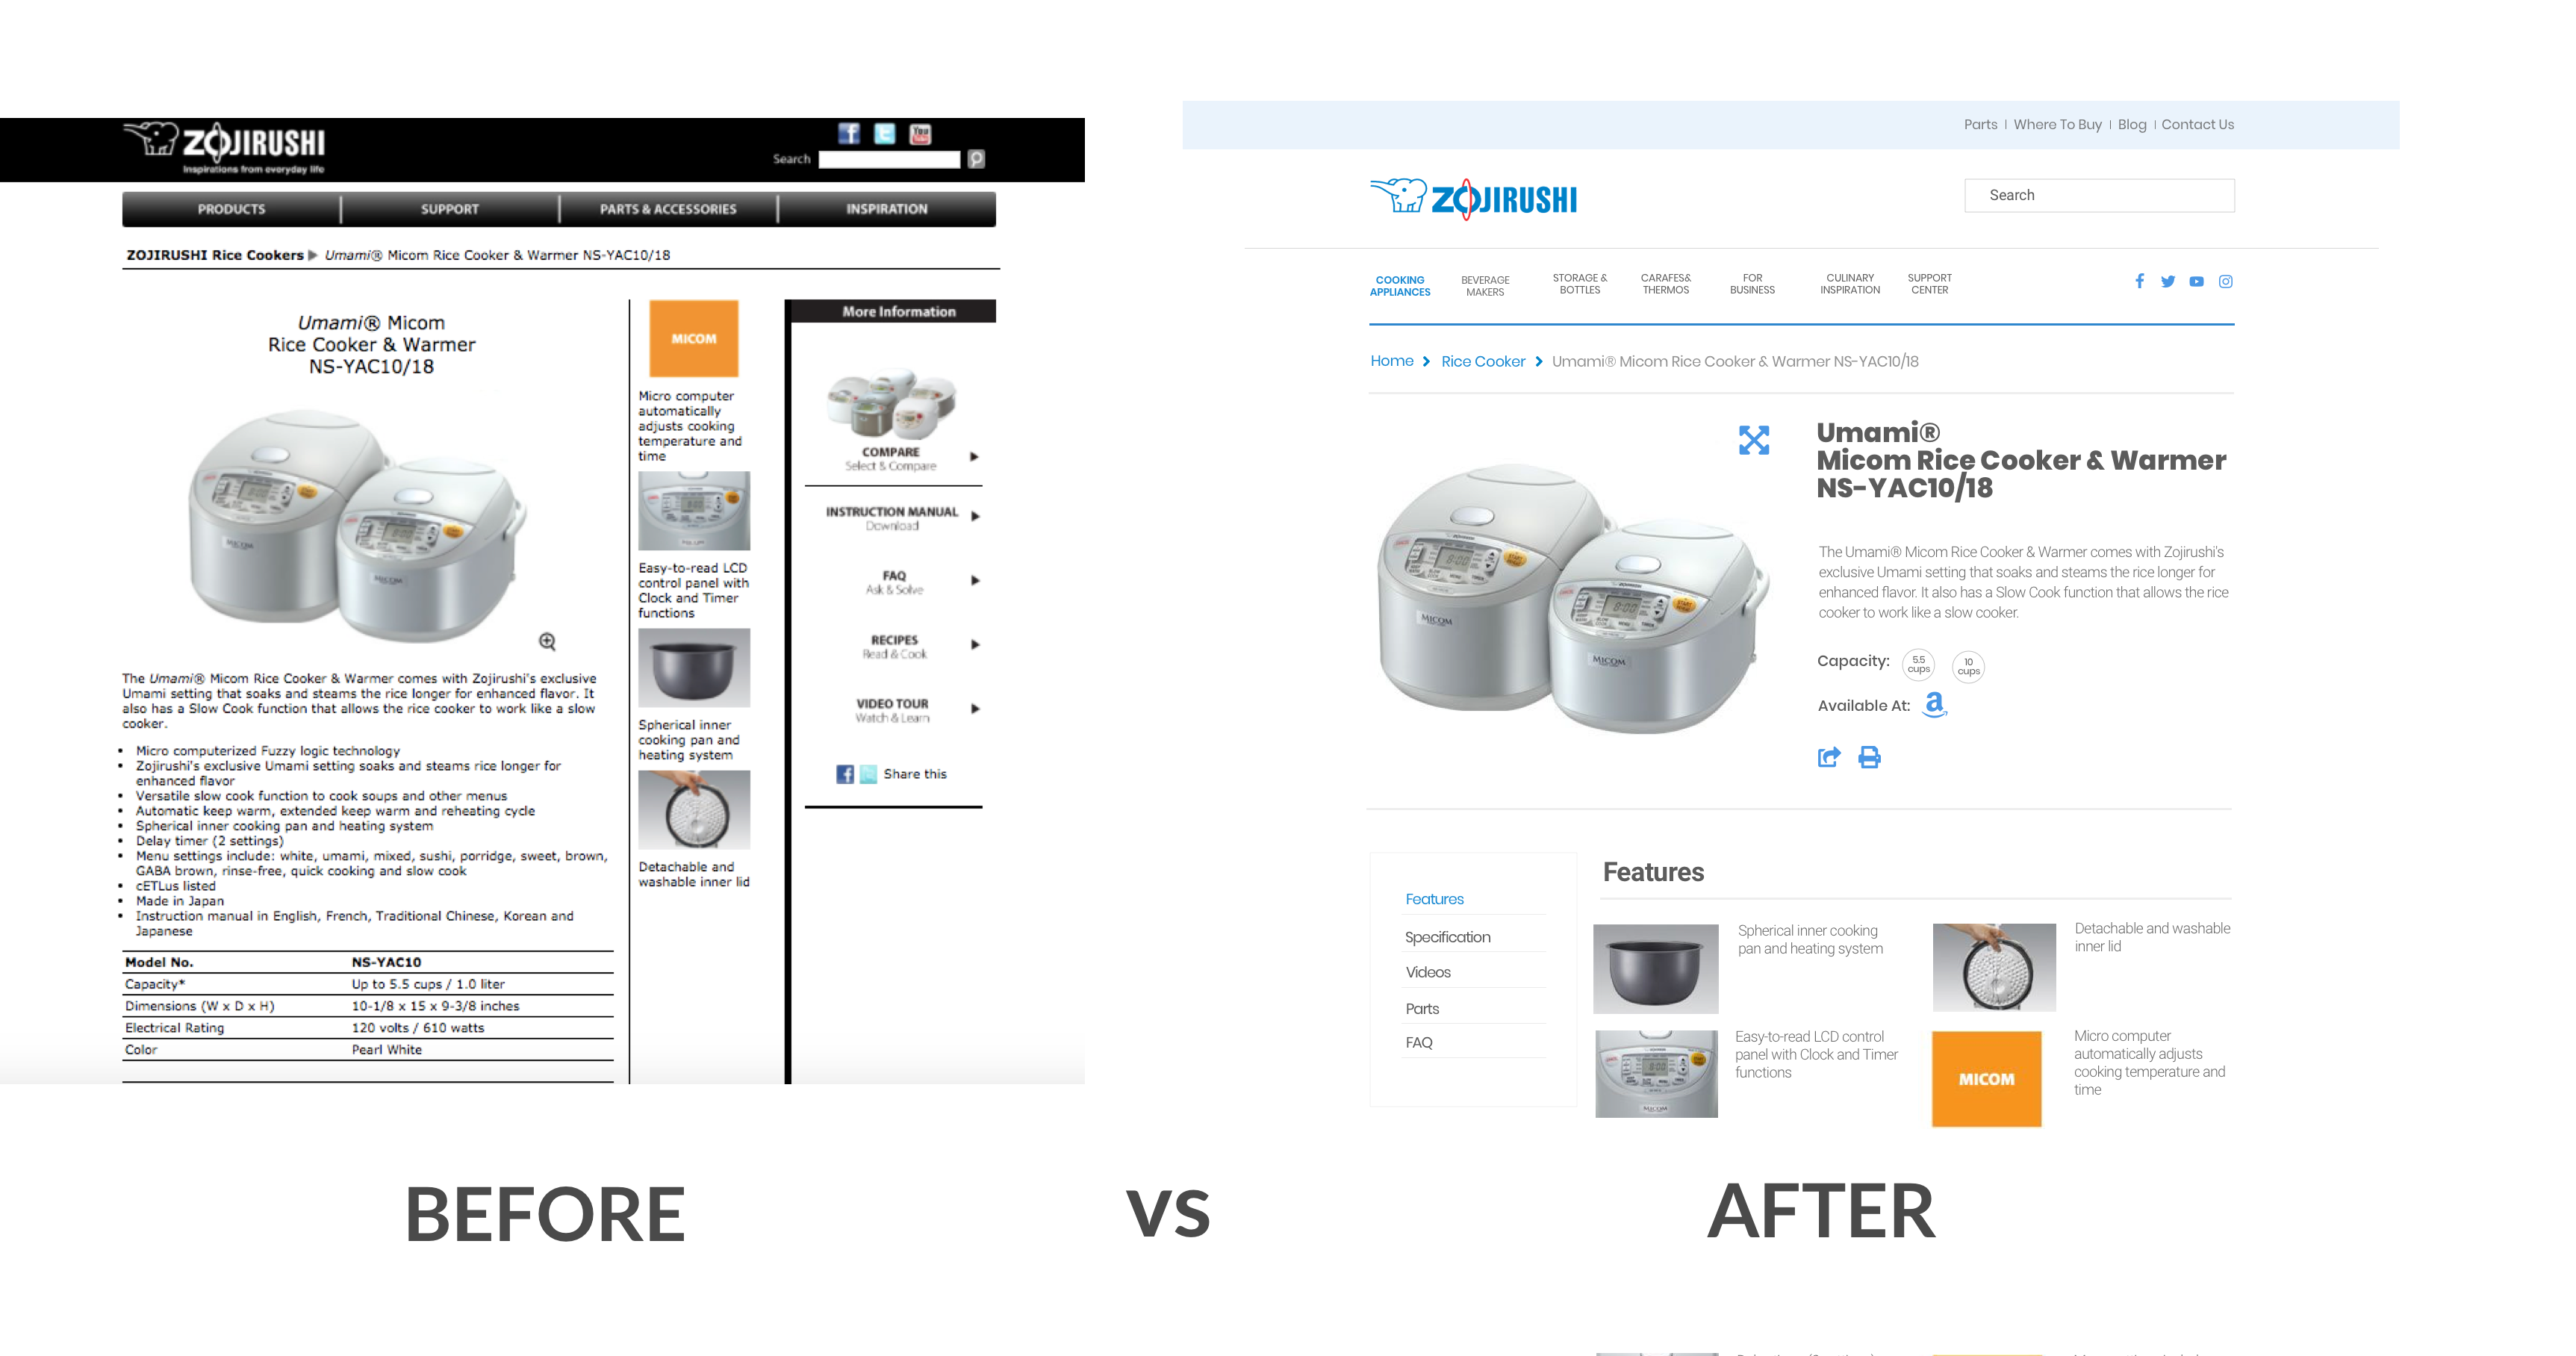 ZOJIRUSHI
Inspirations from everyday life
Search
PRODUCTS
SUPPORT
PARTS & ACCESSORIES
INSPIRATION
ZOJIRUSHI Rice Cookers ▶ Umami® Micom Rice Cooker & Warmer NS-YAC10/18
Umami® Micom
Rice Cooker & Warmer
NS-YAC10/18
MICOM
MICOM
The Umami® Micom Rice Cooker & Warmer comes with Zojirushi's exclusive
Umami setting that soaks and steams the rice longer for enhanced flavor. It
also has a Slow Cook function that allows the rice cooker to work like a slow
cooker.
• Micro computerized Fuzzy logic technology
• Zojirushi's exclusive Umami setting soaks and steams rice longer for
enhanced flavor
• Versatile slow cook function to cook soups and other menus
• Automatic keep warm, extended keep warm and reheating cycle
• Spherical inner cooking pan and heating system
• Delay timer (2 settings)
• Menu settings include: white, umami, mixed, sushi, porridge, sweet, brown,
GABA brown, rinse-free, quick cooking and slow cook
• cETLus listed
• Made in Japan
• Instruction manual in English, French, Traditional Chinese, Korean and
Japanese
Model No. NS-YAC10
Capacity* Up to 5.5 cups / 1.0 liter
Dimensions (W x D x H) 10-1/8 x 15 x 9-3/8 inches
Electrical Rating 120 volts / 610 watts
Color Pearl White
MICOM
Micro computer
automatically
adjusts cooking
temperature and
time
Easy-to-read LCD
control panel with
Clock and Timer
functions
Spherical inner
cooking pan and
heating system
Detachable and
washable inner lid
More Information
COMPARE
Select & Compare
INSTRUCTION MANUAL
Download
FAQ
Ask & Solve
RECIPES
Read & Cook
VIDEO TOUR
Watch & Learn
Share this
BEFORE
VS
Parts | Where To Buy | Blog | Contact Us
ZOJIRUSHI
Search
COOKING
APPLIANCES
BEVERAGE
MAKERS
STORAGE &
BOTTLES
CARAFES&
THERMOS
FOR
BUSINESS
CULINARY
INSPIRATION
SUPPORT
CENTER
Home > Rice Cooker > Umami® Micom Rice Cooker & Warmer NS-YAC10/18
MICOM
MICOM
Umami®
Micom Rice Cooker & Warmer
NS-YAC10/18
The Umami® Micom Rice Cooker & Warmer comes with Zojirushi's
exclusive Umami setting that soaks and steams the rice longer for
enhanced flavor. It also has a Slow Cook function that allows the rice
cooker to work like a slow cooker.
Capacity: 5.5 cups 10 cups
Available At:
Features
Specification
Videos
Parts
FAQ
Features
Spherical inner cooking
pan and heating system
Detachable and washable
inner lid
Easy-to-read LCD control
panel with Clock and Timer
functions
MICOM
Micro computer
automatically adjusts
cooking temperature and
time
AFTER